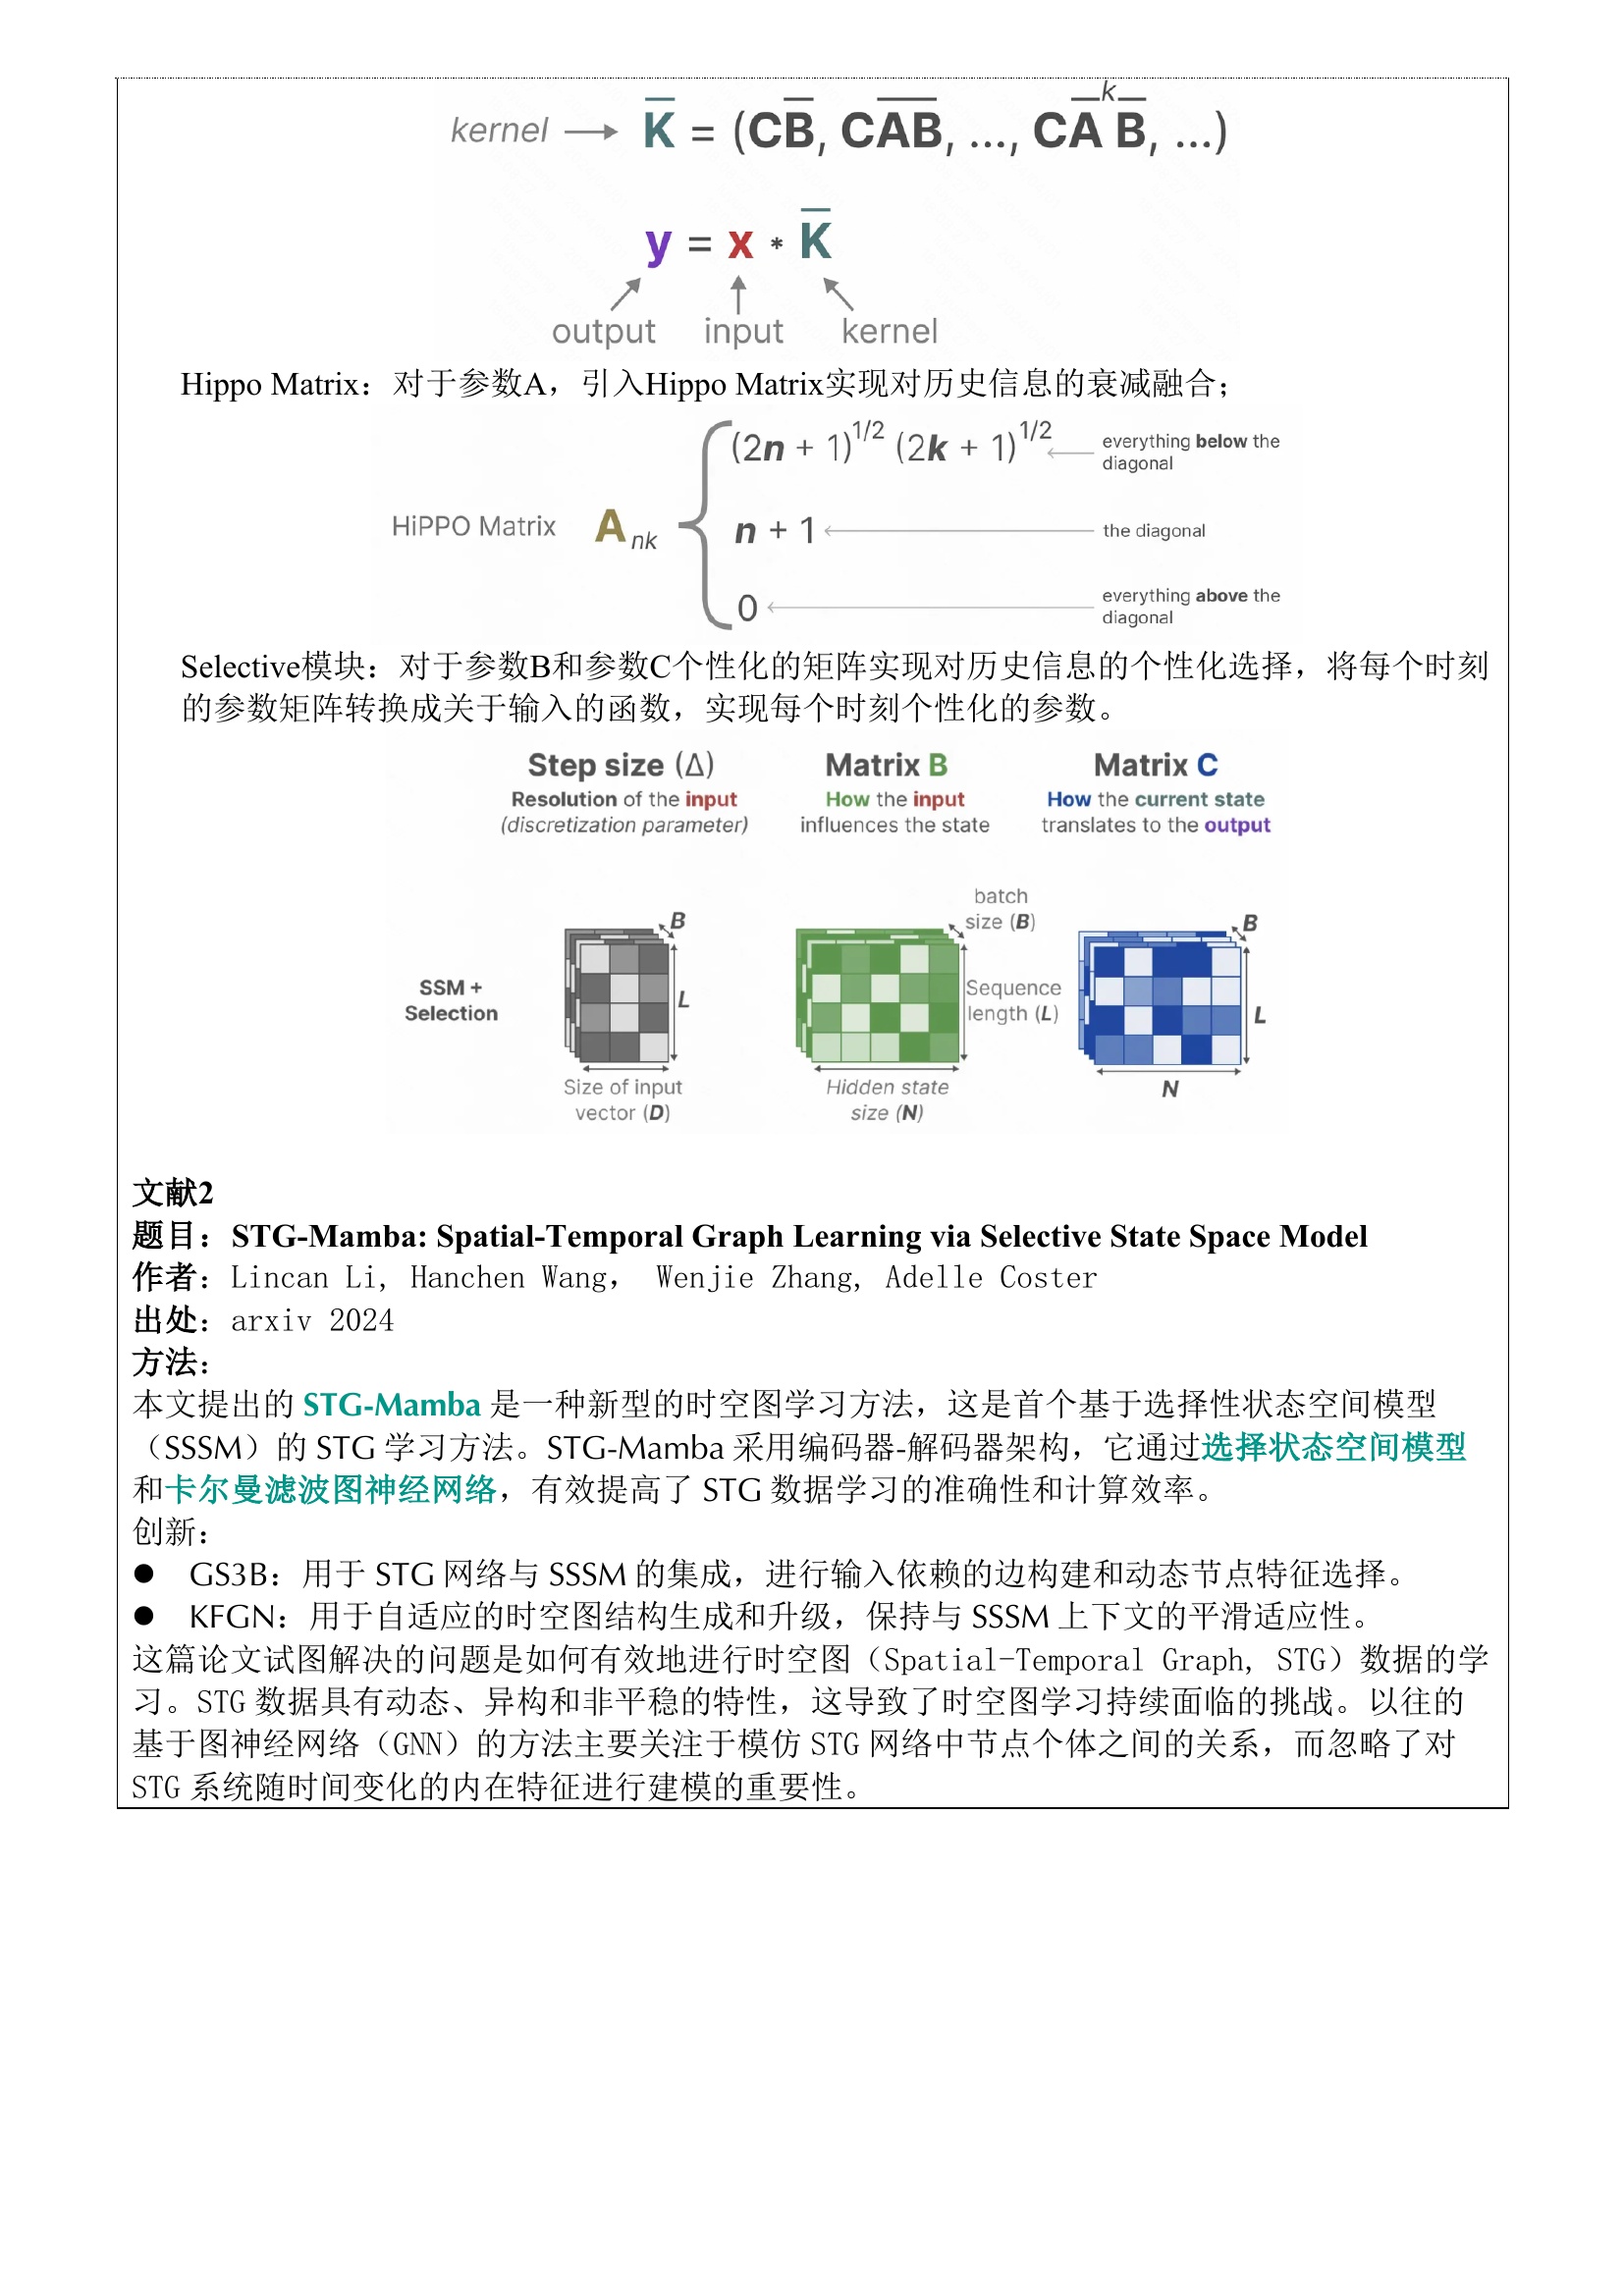 kernel → K̅ = (CB̅, CA̅B̅, ..., CA̅ᵏB̅, ...)
y = x * K̅
output input kernel
Hippo Matrix：对于参数A，引入Hippo Matrix实现对历史信息的衰减融合；
(2n + 1)^1/2 (2k + 1)^1/2 everything below the diagonal
HiPPO Matrix A nk
n + 1 the diagonal
0 everything above the diagonal
Selective模块：对于参数B和参数C个性化的矩阵实现对历史信息的个性化选择，将每个时刻
的参数矩阵转换成关于输入的函数，实现每个时刻个性化的参数。
Step size (Δ) Matrix B Matrix C
Resolution of the input How the input How the current state
(discretization parameter) influences the state translates to the output
batch
size (B)
B
B
SSM +
Selection
L
Sequence
length (L)
L
Size of input
vector (D)
Hidden state
size (N)
N
文献2
题目：STG-Mamba: Spatial-Temporal Graph Learning via Selective State Space Model
作者：Lincan Li, Hanchen Wang， Wenjie Zhang, Adelle Coster
出处：arxiv 2024
方法：
本文提出的 STG-Mamba 是一种新型的时空图学习方法，这是首个基于选择性状态空间模型
（SSSM）的 STG 学习方法。STG-Mamba 采用编码器-解码器架构，它通过选择状态空间模型
和卡尔曼滤波图神经网络，有效提高了 STG 数据学习的准确性和计算效率。
创新：
● GS3B：用于 STG 网络与 SSSM 的集成，进行输入依赖的边构建和动态节点特征选择。
● KFGN：用于自适应的时空图结构生成和升级，保持与 SSSM 上下文的平滑适应性。
这篇论文试图解决的问题是如何有效地进行时空图（Spatial-Temporal Graph, STG）数据的学
习。STG 数据具有动态、异构和非平稳的特性，这导致了时空图学习持续面临的挑战。以往的
基于图神经网络（GNN）的方法主要关注于模仿 STG 网络中节点个体之间的关系，而忽略了对
STG 系统随时间变化的内在特征进行建模的重要性。